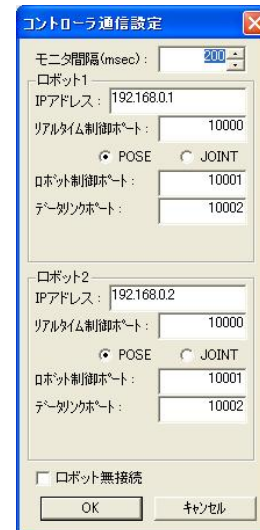 コントローラ通信設定
モニタ間隔(msec): 200
ロボット1
IPアドレス: 192.168.0.1
リアルタイム制御ポート: 10000
POSE JOINT
ロボット制御ポート: 10001
データリンクポート: 10002
ロボット2
IPアドレス: 192.168.0.2
リアルタイム制御ポート: 10000
POSE JOINT
ロボット制御ポート: 10001
データリンクポート: 10002
ロボット無接続
OK キャンセル